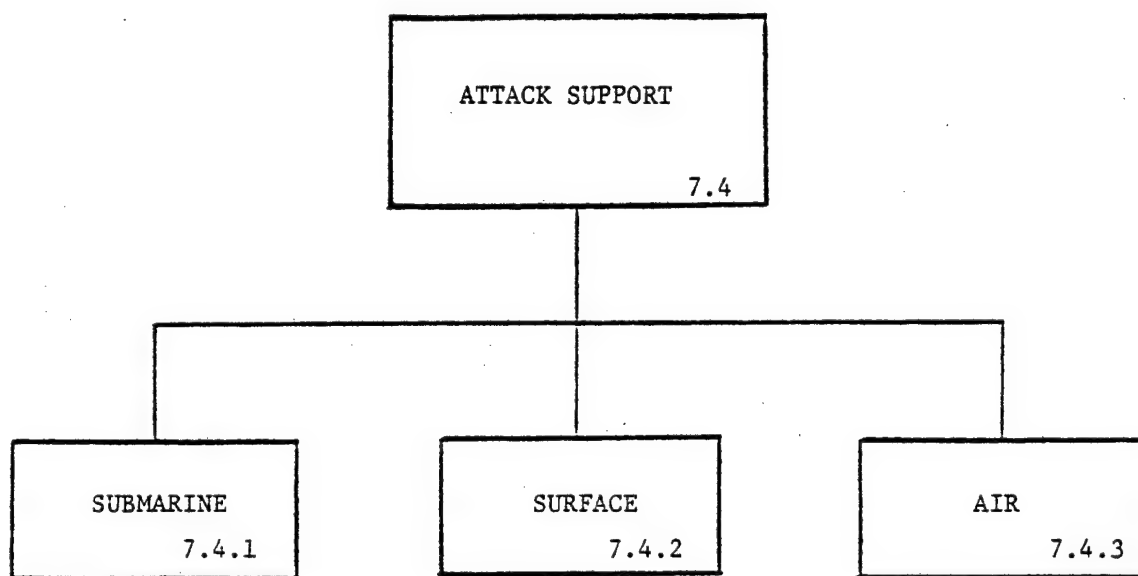 ATTACK SUPPORT
7.4
SUBMARINE
7.4.1
SURFACE
7.4.2
AIR
7.4.3